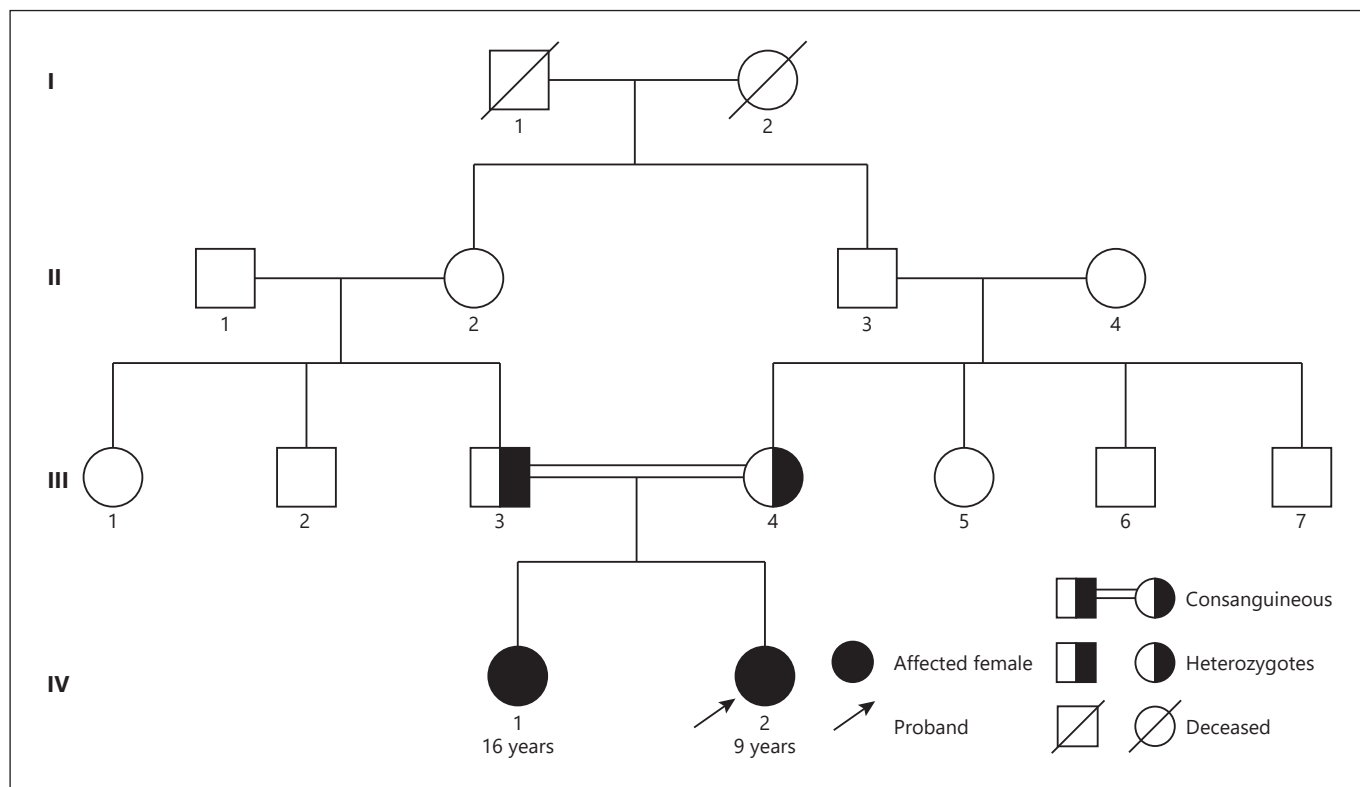 I
1 2
II
1 2 3 4
III
1 2 3 4 5 6 7
Consanguineous
IV
Affected female
Heterozygotes
1 2
Proband
Deceased
16 years 9 years